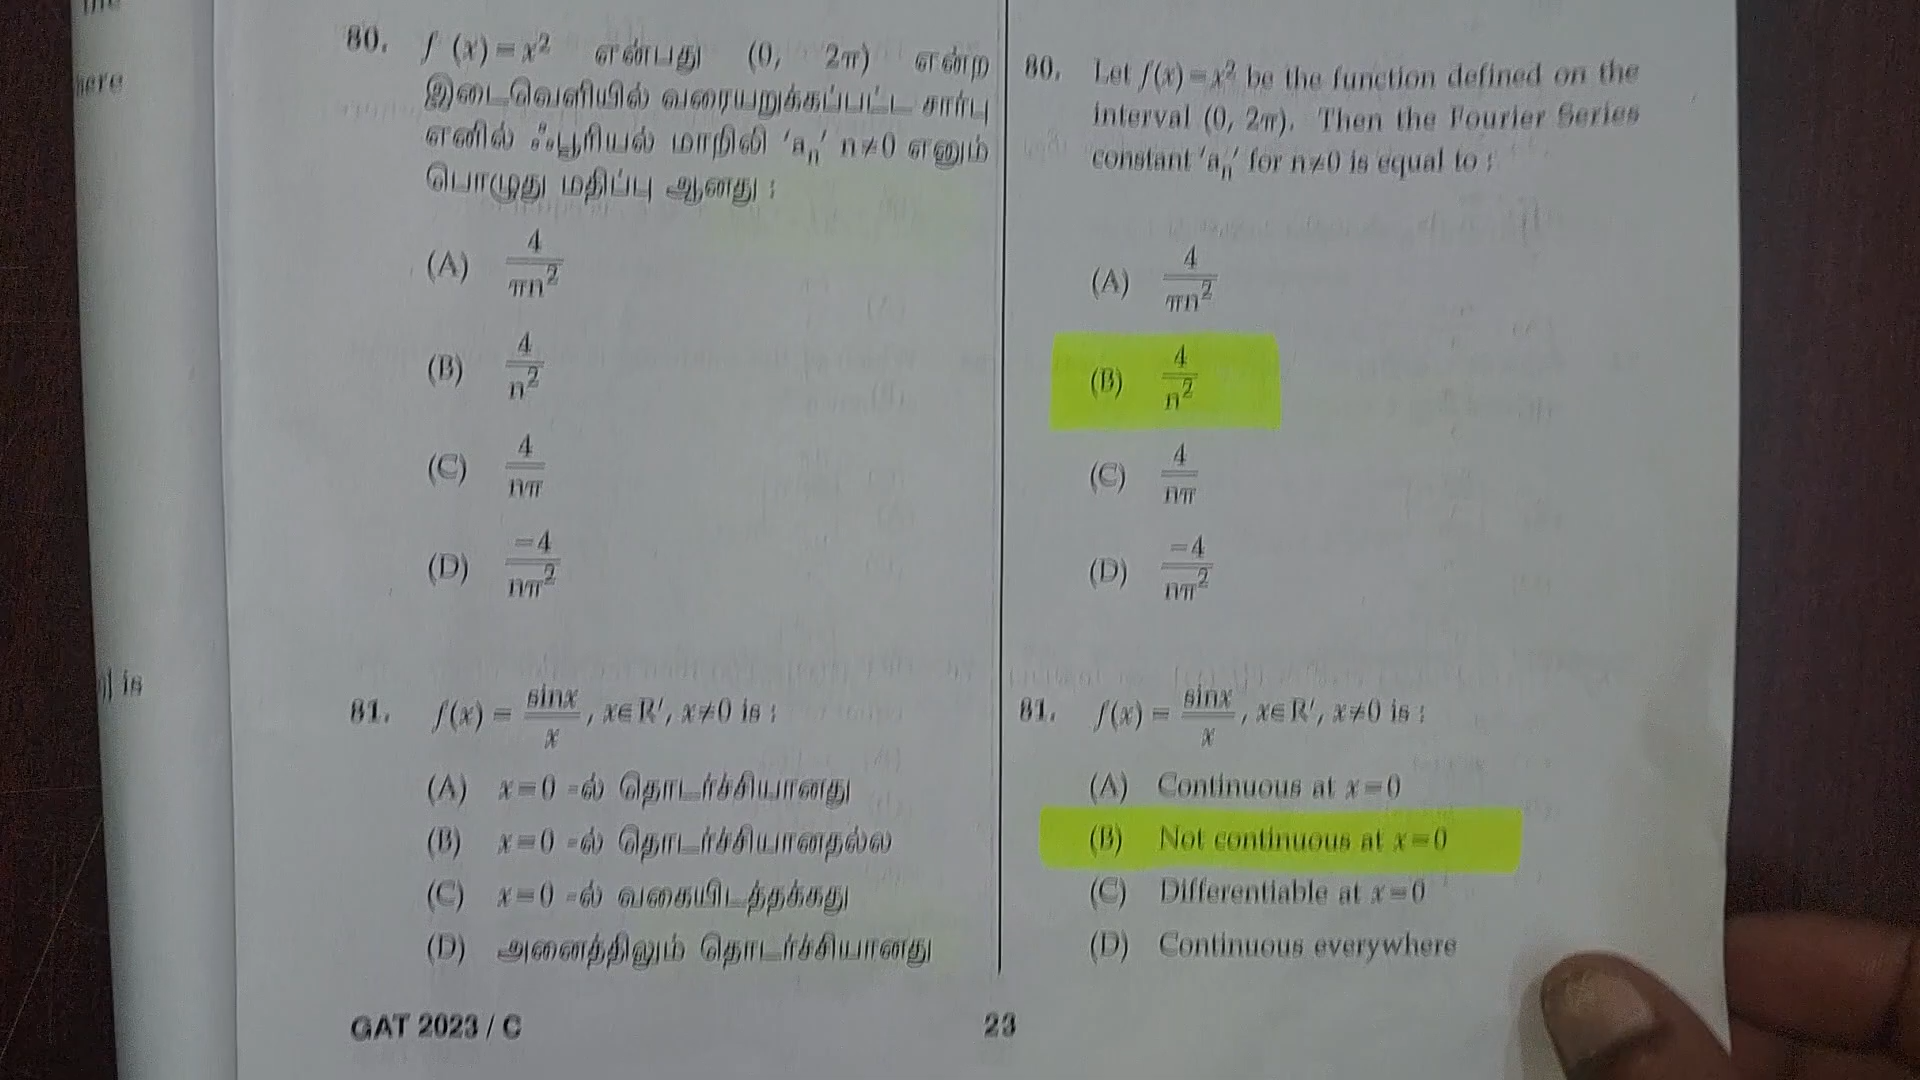 here
) is
80. f (x) = x² என்பது (0, 2π) என்ற
இடைவெளியில் வரையறுக்கப்பட்ட சார்பு
எனில் ஃபூரியல் மாறிலி 'aₙ' n≠0 எனும்
பொழுது மதிப்பு ஆனது :
(A) 4/πn²
(B) 4/n²
(C) 4/nπ
(D) −4/nπ²
81. f(x) = sinx/x , x∈R′, x≠0 is :
(A) x=0 -ல் தொடர்ச்சியானது
(B) x=0 -ல் தொடர்ச்சியானதல்ல
(C) x=0 -ல் வகையிடத்தக்கது
(D) அனைத்திலும் தொடர்ச்சியானது
80. Let f(x)=x² be the function defined on the
interval (0, 2π). Then the Fourier Series
constant 'aₙ' for n≠0 is equal to :
(A) 4/πn²
(B) 4/n²
(C) 4/nπ
(D) −4/nπ²
81. f(x) = sinx/x , x∈R′, x≠0 is :
(A) Continuous at x=0
(B) Not continuous at x=0
(C) Differentiable at x=0
(D) Continuous everywhere
GAT 2023 / C
23